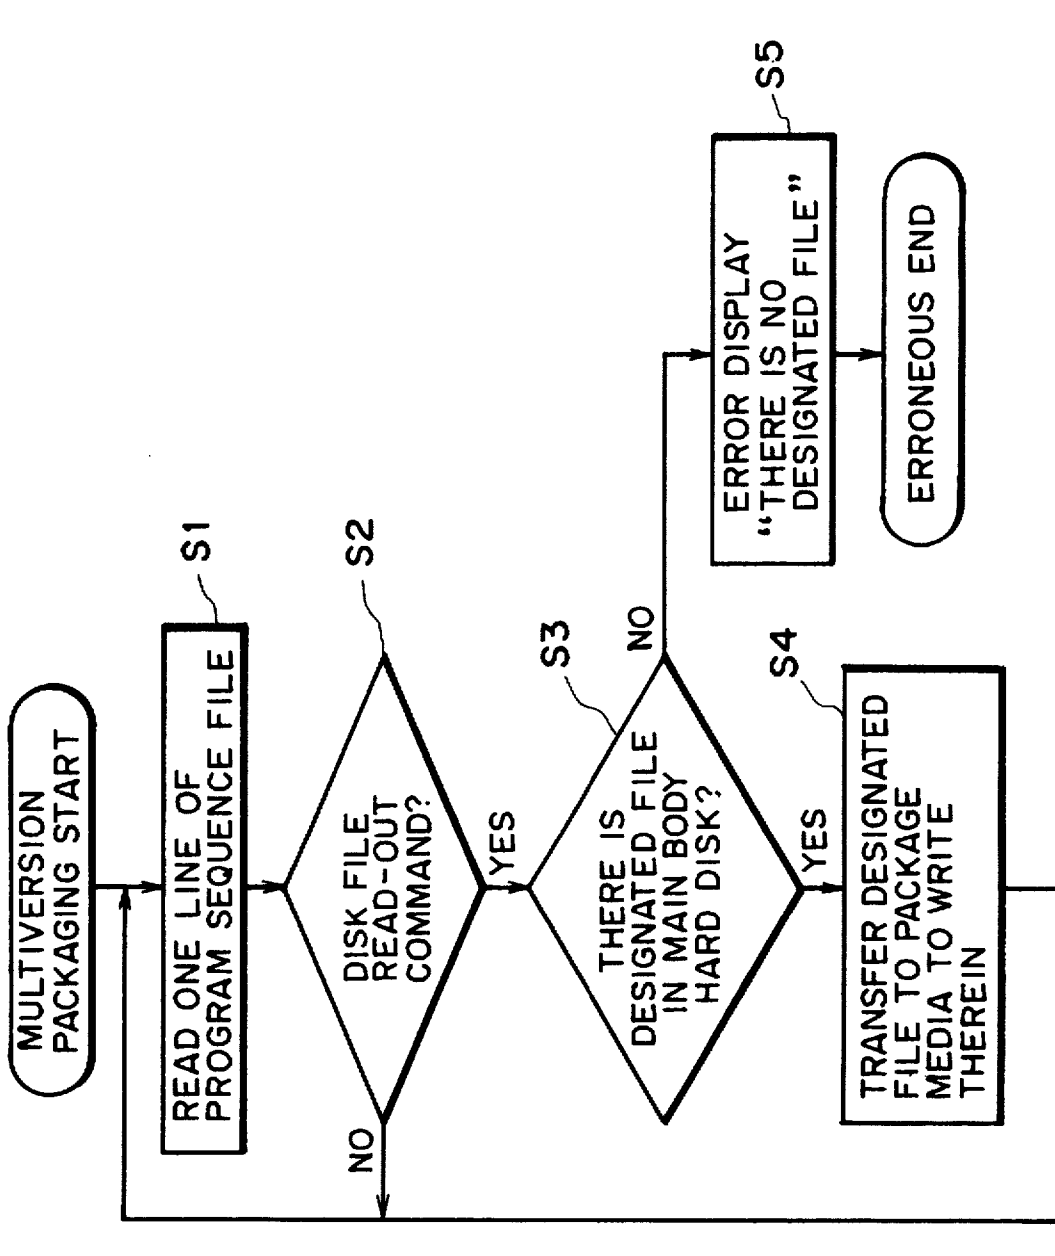 MULTIVERSION
PACKAGING START
S1
READ ONE LINE OF
PROGRAM SEQUENCE FILE
S2
DISK FILE
READ-OUT
COMMAND?
NO
YES
S3
THERE IS
DESIGNATED FILE
IN MAIN BODY
HARD DISK?
NO
YES
S4
TRANSFER DESIGNATED
FILE TO PACKAGE
MEDIA TO WRITE
THEREIN
S5
ERROR DISPLAY
“THERE IS NO
DESIGNATED FILE”
ERRONEOUS END